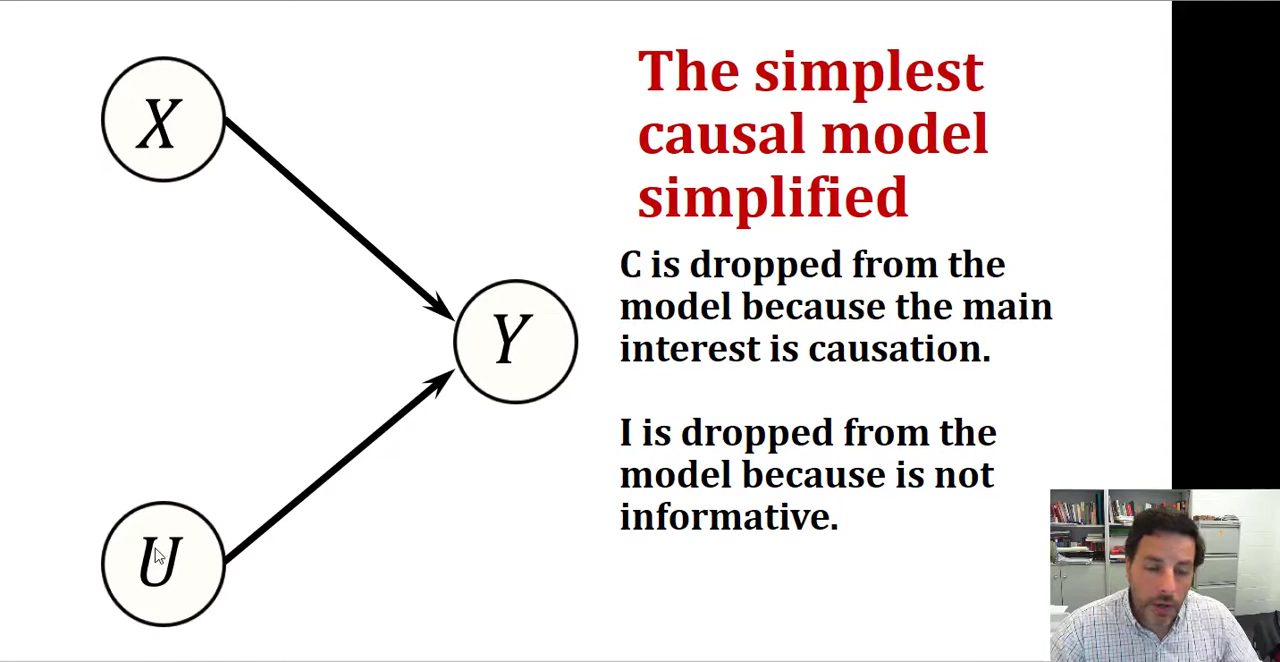 X
The simplest
causal model
simplified
C is dropped from the
model because the main
interest is causation.
Y
I is dropped from the
model because is not
informative.
U